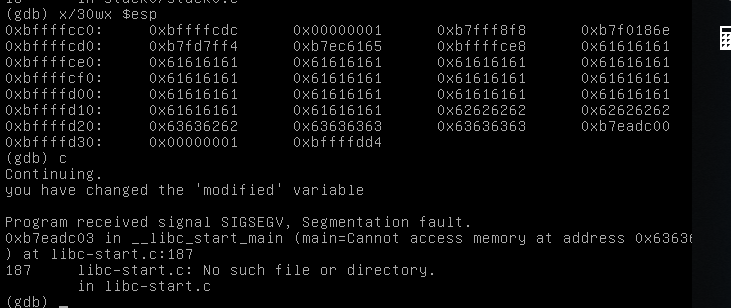 (gdb) x/30wx $esp
0xbffffcc0: 0xbffffcdc 0x00000001 0xb7fff8f8 0xb7f0186e
0xbffffcd0: 0xb7fd7ff4 0xb7ec6165 0xbffffce8 0x61616161
0xbffffce0: 0x61616161 0x61616161 0x61616161 0x61616161
0xbffffcf0: 0x61616161 0x61616161 0x61616161 0x61616161
0xbffffd00: 0x61616161 0x61616161 0x61616161 0x61616161
0xbffffd10: 0x61616161 0x61616161 0x62626262 0x62626262
0xbffffd20: 0x63636262 0x63636363 0x63636363 0xb7eadc00
0xbffffd30: 0x00000001 0xbffffdd4
(gdb) c
Continuing.
you have changed the 'modified' variable
Program received signal SIGSEGV, Segmentation fault.
0xb7eadc03 in __libc_start_main (main=Cannot access memory at address 0x6363
) at libc-start.c:187
187 libc-start.c: No such file or directory.
in libc-start.c
(gdb)